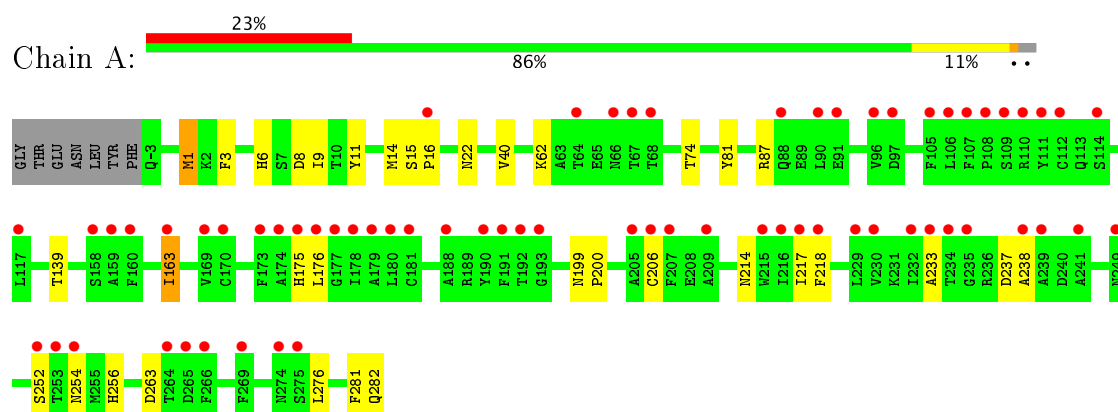 23%
Chain A:
86% 11% • •
GLY THR GLU ASN LEU TYR PHE Q-3 M1 K2 F3 H6 S7 D8 I9 T10 Y11 M14 S15 P16 N22 V40 K62 A63 T64 E65 N66 T67 T68 T74 Y81 R87 Q88 E89 L90 E91 V96 D97 F105 L106 F107 P108 S109 R110 Y111 C112 Q113 S114
L117 T139 S158 A159 F160 I163 V169 C170 F173 A174 H175 L176 G177 I178 A179 L180 C181 A188 R189 Y190 F191 T192 G193 N199 P200 A205 C206 F207 E208 A209 N214 W215 I216 I217 F218 L229 V230 K231 I232 A233 T234 G235 R236 D237 A238 A239 D240 A241 N249
S252 T253 N254 M255 H256 D263 T264 D265 F266 F269 N274 S275 L276 F281 Q282